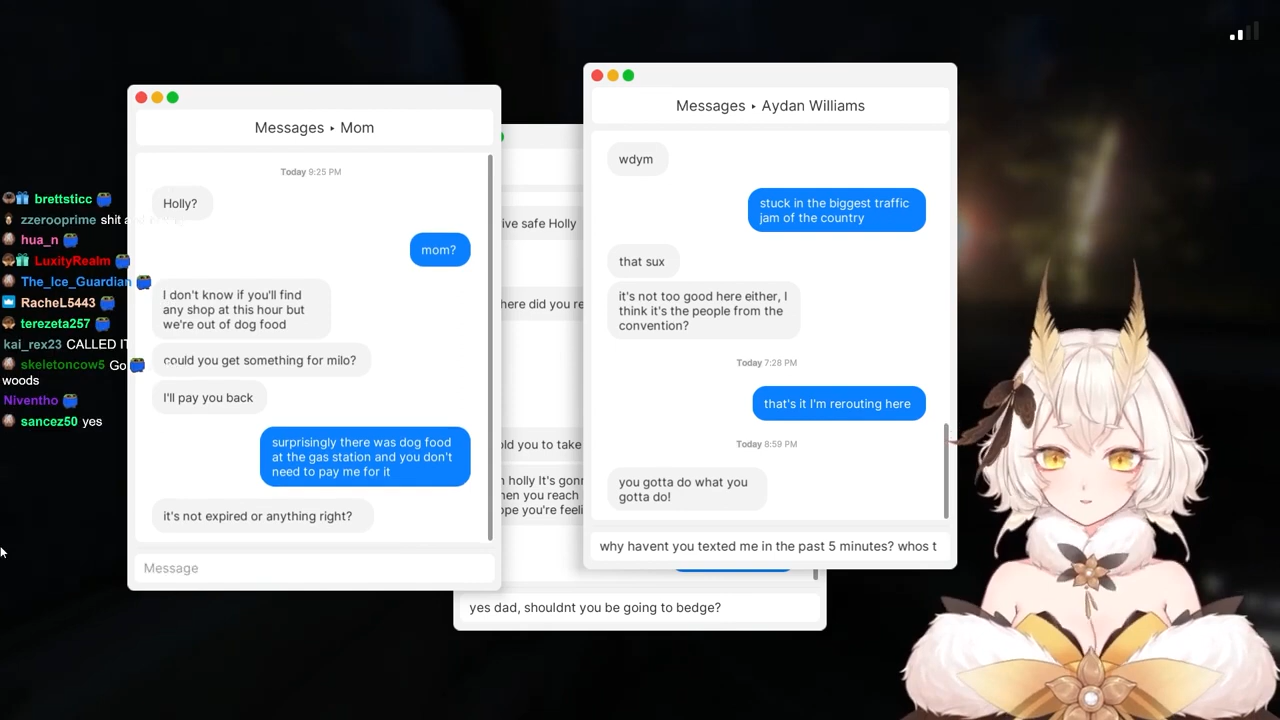 brettsticc
zzerooprime shit a
hua_n
LuxityRealm
The_Ice_Guardian
RacheL5443
terezeta257
kai_rex23 CALLED IT
skeletoncow5 Go
woods
Niventho
sancez50 yes
Messages ▸ Mom
Today 9:25 PM
Holly?
mom?
I don't know if you'll find
any shop at this hour but
we're out of dog food
could you get something for milo?
I'll pay you back
surprisingly there was dog food
at the gas station and you don't
need to pay me for it
it's not expired or anything right?
Message
ive safe Holly
here did you re
old you to take
holly It's gonn
hen you reach
ope you're feeli
yes dad, shouldnt you be going to bedge?
Messages ▸ Aydan Williams
wdym
stuck in the biggest traffic
jam of the country
that sux
it's not too good here either, I
think it's the people from the
convention?
Today 7:28 PM
that's it I'm rerouting here
Today 8:59 PM
you gotta do what you
gotta do!
why havent you texted me in the past 5 minutes? whos t